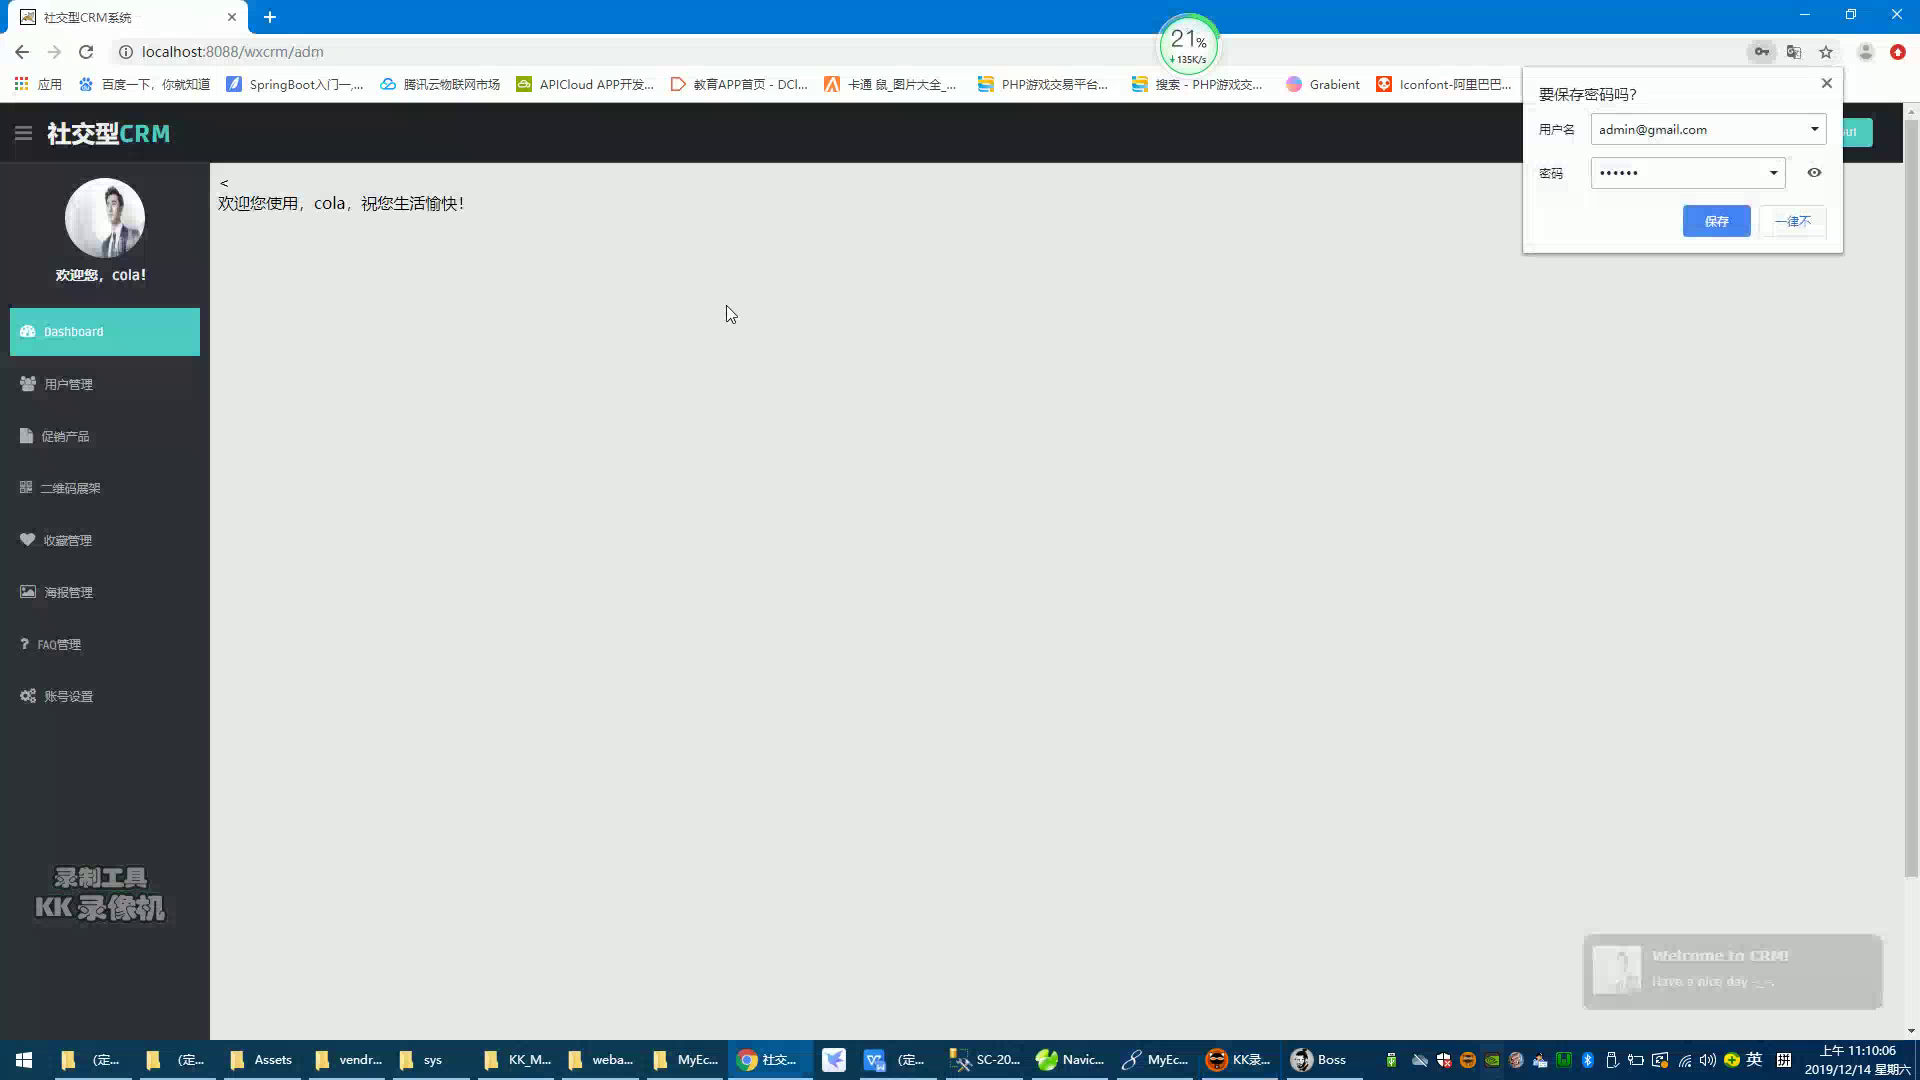 社交型CRM系统
localhost:8088/wxcrm/adm
21%
135K/s
应用
百度一下，你就知道
SpringBoot入门一,...
腾讯云物联网市场
APICloud APP开发...
教育APP首页 - DCl...
卡通 鼠_图片大全_...
PHP游戏交易平台...
搜索 - PHP游戏交...
Grabient
Iconfont-阿里巴巴...
要保存密码吗?
用户名
admin@gmail.com
密码
••••••
保存
一律不
社交型CRM
欢迎您，cola!
<
欢迎您使用，cola，祝您生活愉快!
Dashboard
用户管理
促销产品
二维码展架
收藏管理
海报管理
FAQ管理
账号设置
录制工具
KK 录像机
Welcome to CRM!
Have a nice day -_-.
(定...
(定...
Assets
vendr...
sys
KK_M...
weba...
MyEc...
社交...
(定...
SC-20...
Navic...
MyEc...
KK录...
Boss
英
拼
上午 11:10:06
2019/12/14 星期六